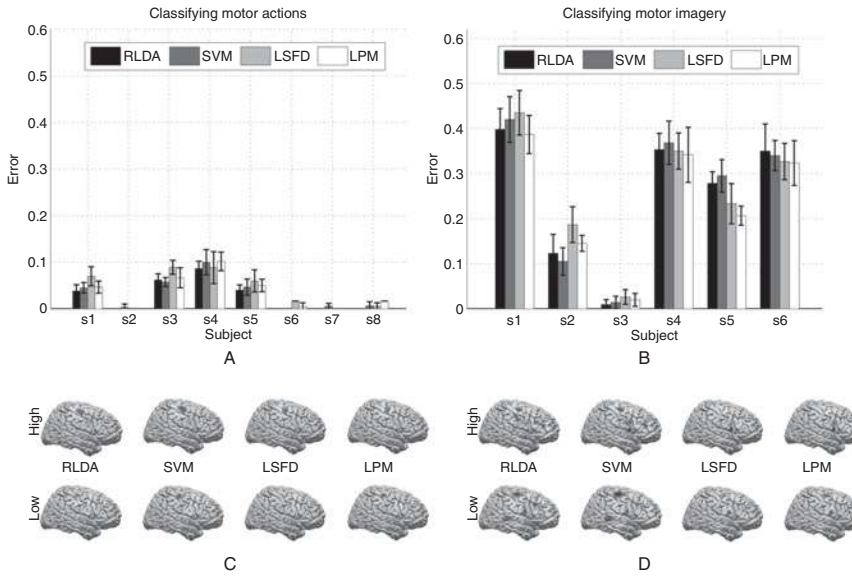 Classifying motor actions
0.6
0.6
0.4
0.3
0.2
0.1
0
Error
RLDA SVM LSFD LPM
s1 s2 s3 s4 s5 s6 s7 s8
Subject
A
Classifying motor imagery
0.6
0.5
0.4
0.3
0.2
0.1
0
Error
RLDA SVM LSFD LPM
s1 s2 s3 s4 s5 s6
Subject
B
High
RLDA SVM LSFD LPM
Low
C
High
RLDA SVM LSFD LPM
Low
D